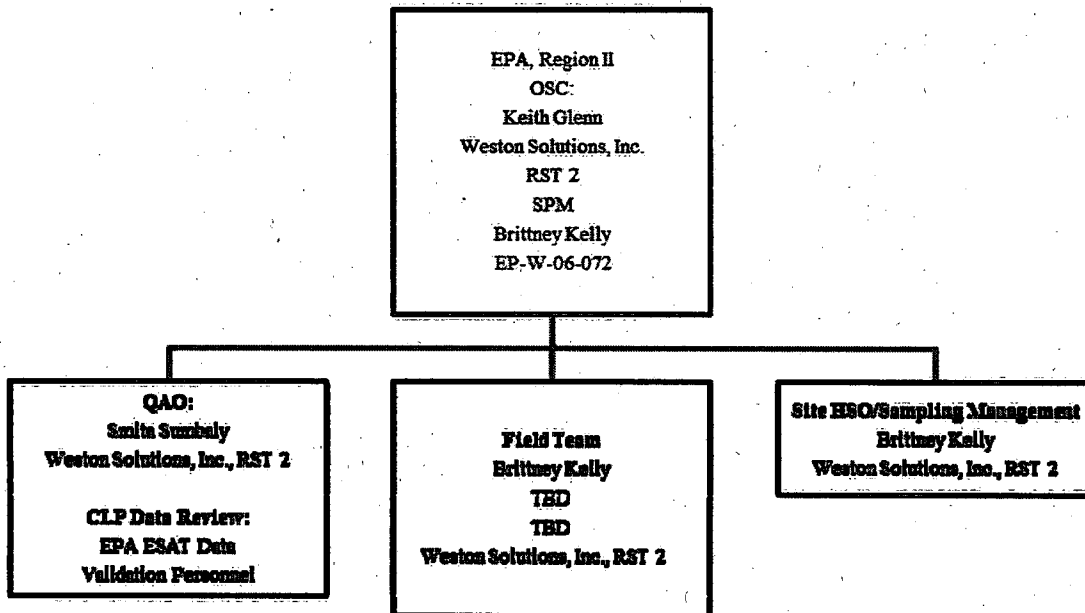 EPA, Region II
OSC:
Keith Glenn
Weston Solutions, Inc.
RST 2
SPM
Brittney Kelly
EP-W-06-072
QAO:
Smita Sumbaly
Weston Solutions, Inc., RST 2
CLP Data Review:
EPA ESAT Data
Validation Personnel
Field Team
Brittney Kelly
TBD
TBD
Weston Solutions, Inc., RST 2
Site HSO/Sampling Management
Brittney Kelly
Weston Solutions, Inc., RST 2